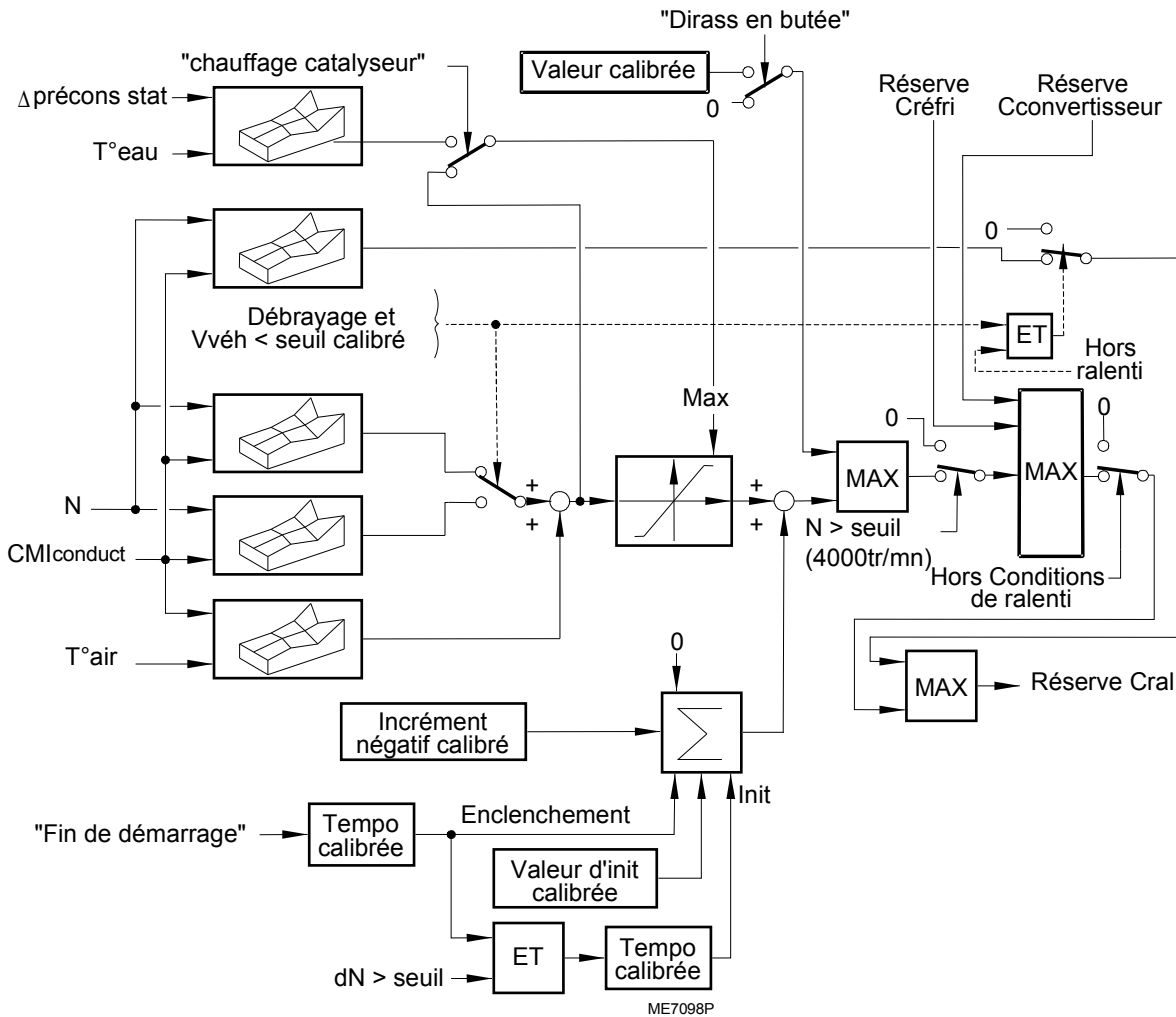 "Dirass en butée"
"chauffage catalyseur"
Valeur calibrée
0
Réserve
Créfri
Réserve
Cconvertisseur
Δprécons stat
T°eau
0
Débrayage et
Vvéh < seuil calibré
ET
Hors
ralenti
Max
0
0
+
+
+
+
MAX
MAX
N
CMIconduct
N > seuil
(4000tr/mn)
Hors Conditions
de ralenti
T°air
0
MAX
Réserve Cral
Incrément
négatif calibré
Σ
Init
"Fin de démarrage"
Tempo
calibrée
Enclenchement
Valeur d'init
calibrée
ET
Tempo
calibrée
dN > seuil
ME7098P